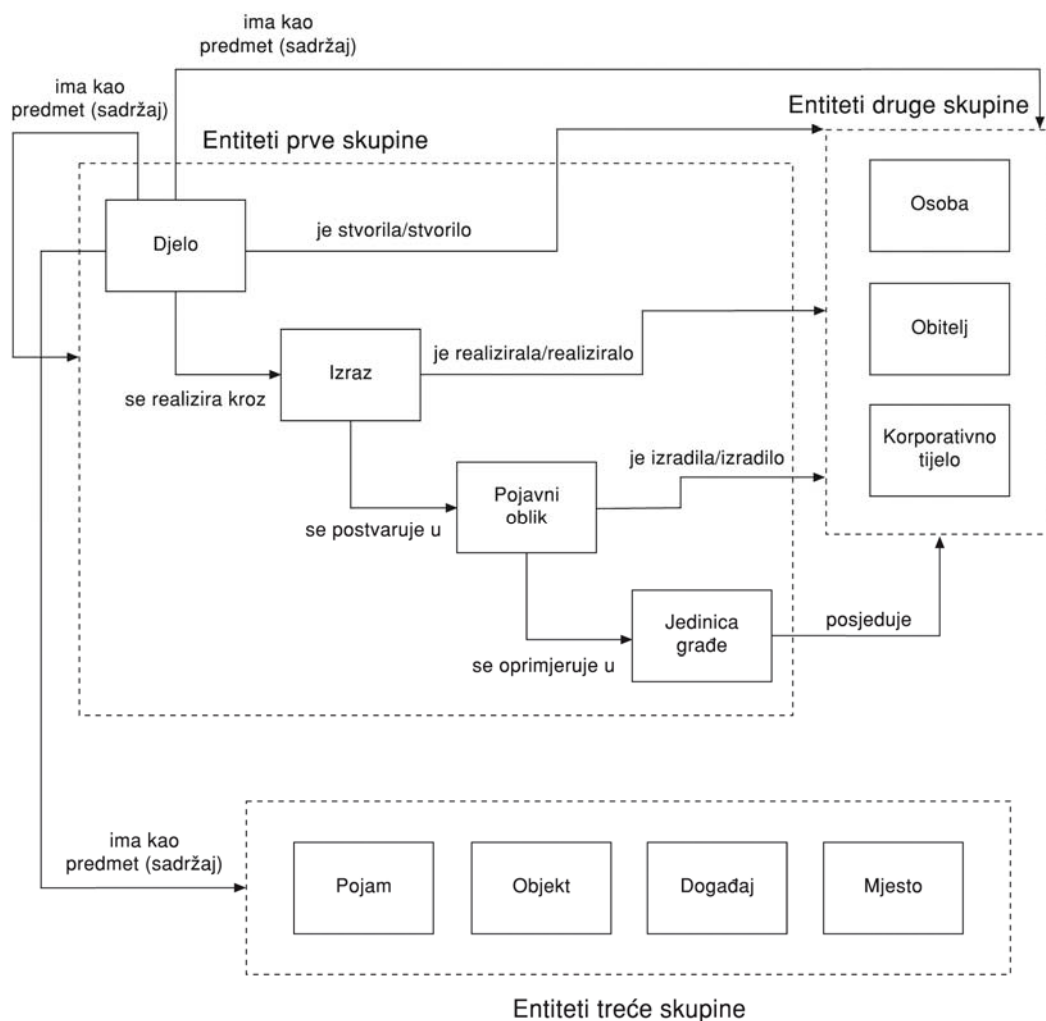 ima kao
predmet (sadržaj)
ima kao
predmet (sadržaj)
Entiteti druge skupine
Entiteti prve skupine
Osoba
Djelo
je stvorila/stvorilo
Obitelj
je realizirala/realiziralo
Izraz
se realizira kroz
Korporativno
tijelo
je izradila/izradilo
Pojavni
oblik
se postvaruje u
Jedinica
građe
posjeduje
se oprimjeruje u
ima kao
predmet (sadržaj)
Pojam
Objekt
Događaj
Mjesto
Entiteti treće skupine